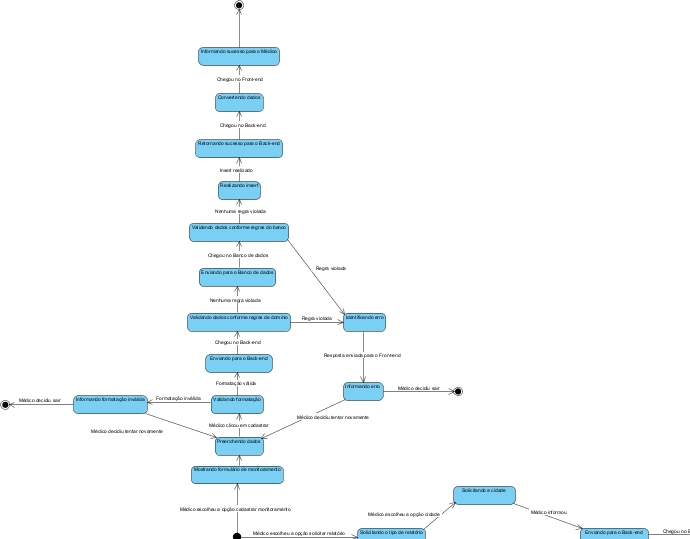 Informando sucesso para o Médico
Chegou no Front-end
Convertendo dados
Chegou no Back-end
Retornando sucesso para o Back-end
Insert realizado
Realizando insert
Nenhuma regra violada
Validando dados conforme regras do banco
Chegou no Banco de dados
Regra violada
Enviando para o Banco de dados
Nenhuma regra violada
Validando dados conforme regras de domínio
Regra violada
Identificando erro
Chegou no Back-end
Resposta enviada para o Front-end
Enviando para o Back-end
Formatação válida
Informando erro
Médico decidiu sair
Médico decidiu sair
Informando formatação inválida
Formatação inválida
Validando formatação
Médico clicou em cadastrar
Médico decidiu tentar novamente
Médico decidiu tentar novamente
Preenchendo dados
Mostrando formulário de monitoramento
Solicitando a cidade
Médico escolheu a opção cadastrar monitoramento
Médico escolheu a opção cidade
Médico informou
Médico escolheu a opção solicitar relatório
Solicitando o tipo de relatório
Enviando para o Back-end
Chegou no